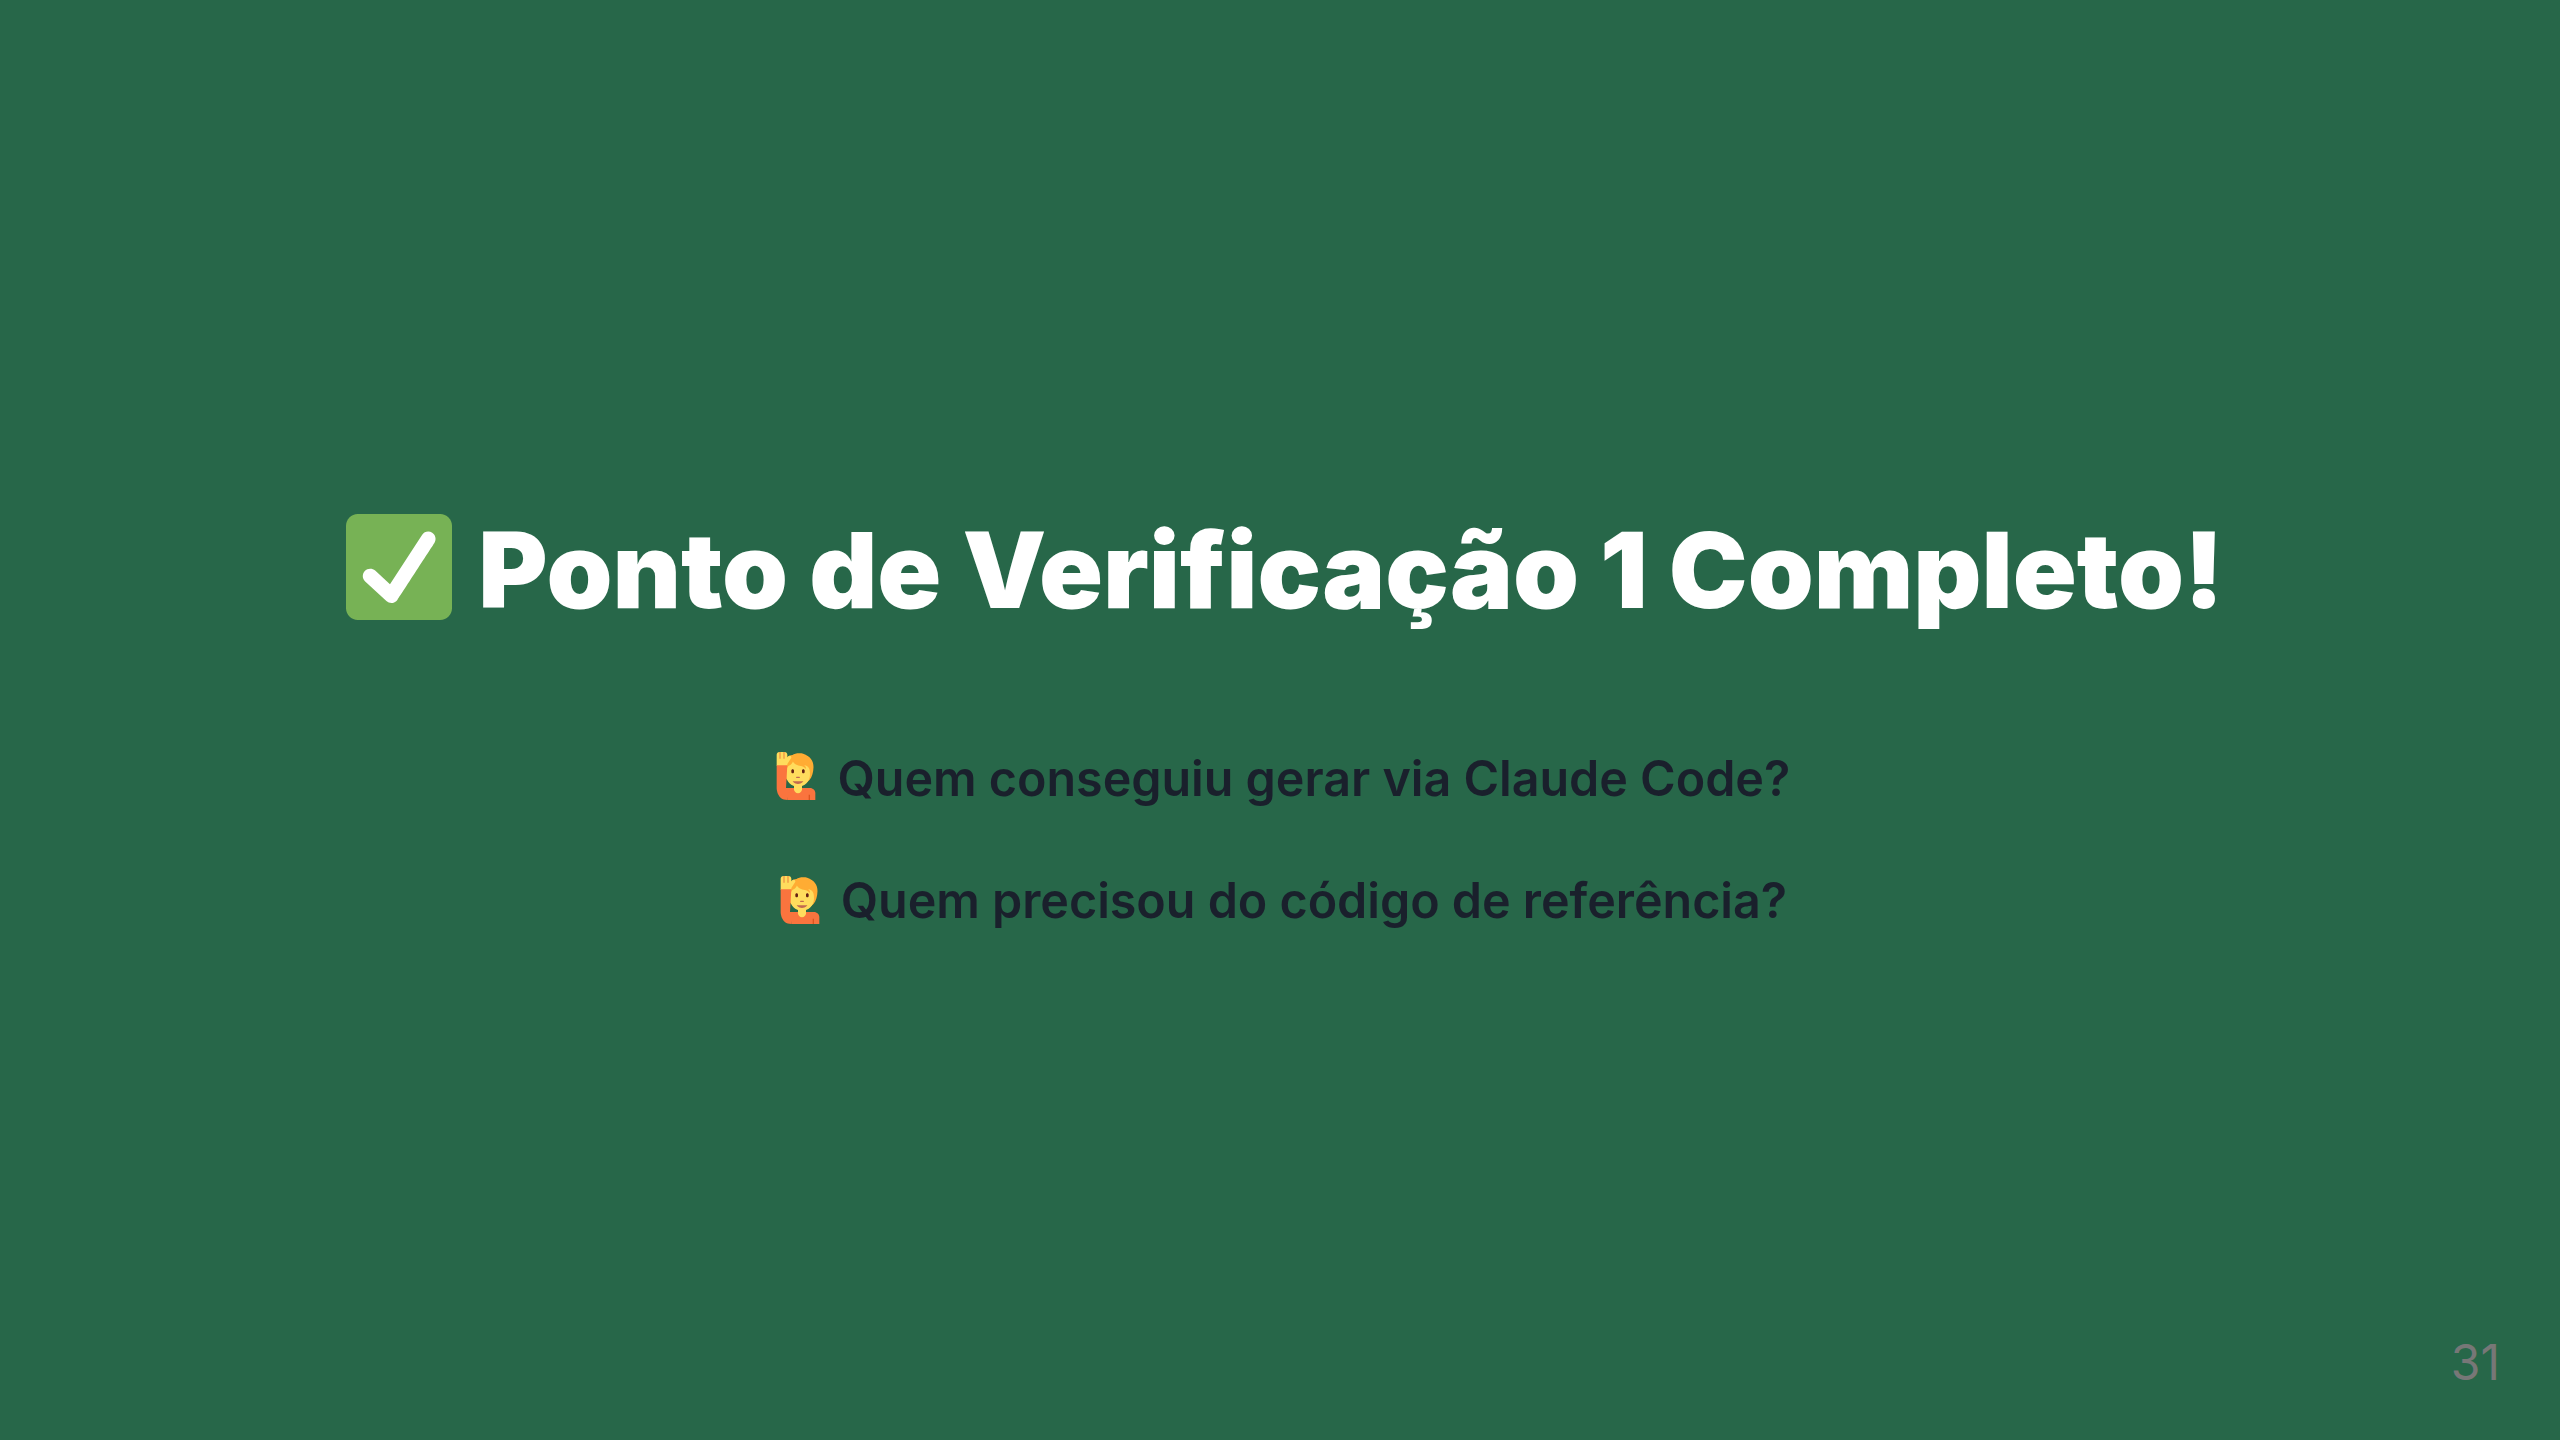 ✅ Ponto de Verificação 1 Completo!
🙋 Quem conseguiu gerar via Claude Code?
🙋 Quem precisou do código de referência?
31